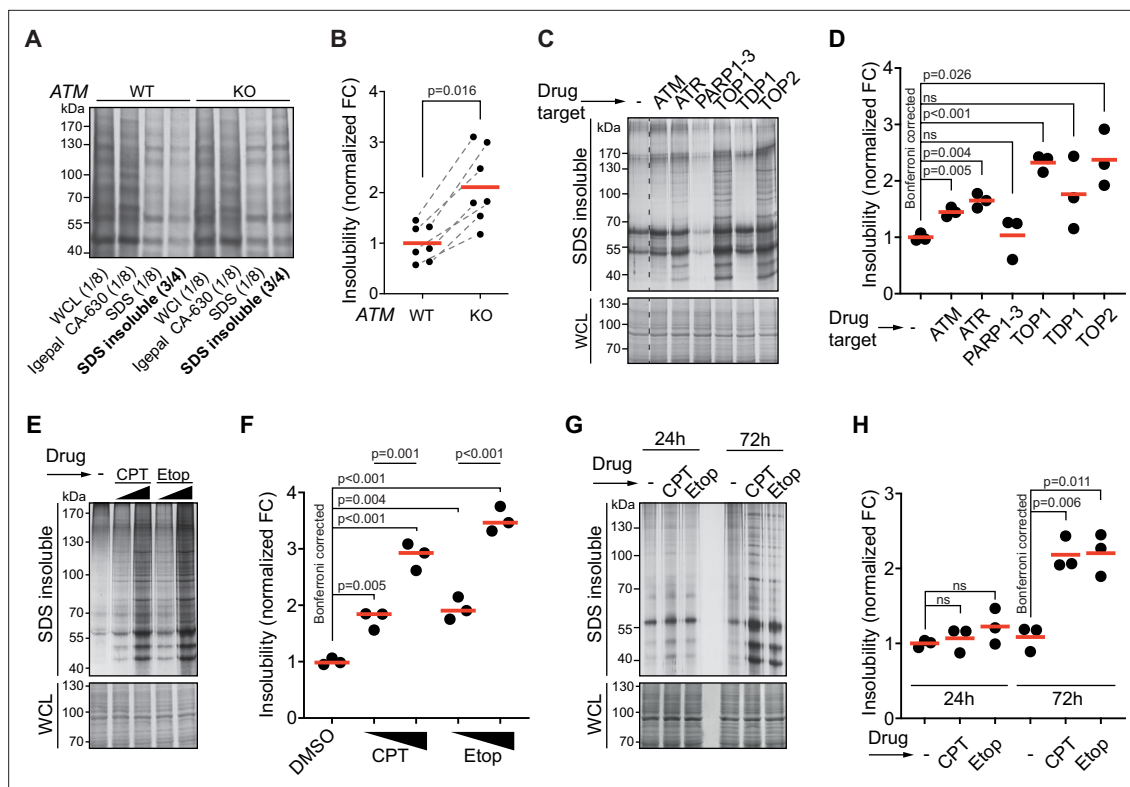 A
ATM WT KO
kDa
170
130
100
70
55
40
WCL (1/8)
Igepal CA-630 (1/8)
SDS (1/8)
SDS insoluble (3/4)
WCl (1/8)
Igepal CA-630 (1/8)
SDS (1/8)
SDS insoluble (3/4)
B
p=0.016
Insolubility (normalized FC)
4
3
2
1
0
ATM WT KO
C
Drug target
-
ATM
ATR
PARP1-3
TOP1
TDP1
TOP2
kDa
SDS insoluble
170
130
100
70
55
40
WCL
130
100
70
D
Insolubility (normalized FC)
4
3
2
1
0
Bonferroni corrected
p=0.026
ns
p<0.001
ns
p=0.004
p=0.005
Drug target
-
ATM
ATR
PARP1-3
TOP1
TDP1
TOP2
E
Drug
- CPT Etop
kDa
SDS insoluble
170
130
100
70
55
40
WCL
130
100
70
F
p=0.001 p<0.001
p<0.001
p=0.004
p<0.001
p=0.005
Bonferroni corrected
Insolubility (normalized FC)
4
3
2
1
0
DMSO
CPT Etop
G
24h 72h
Drug
- CPT Etop - CPT Etop
kDa
SDS insoluble
170
130
100
70
55
40
WCL
130
100
70
H
Insolubility (normalized FC)
4
3
2
1
0
ns
ns
Bonferroni corrected
p=0.011
p=0.006
24h 72h
Drug
- CPT Etop - CPT Etop